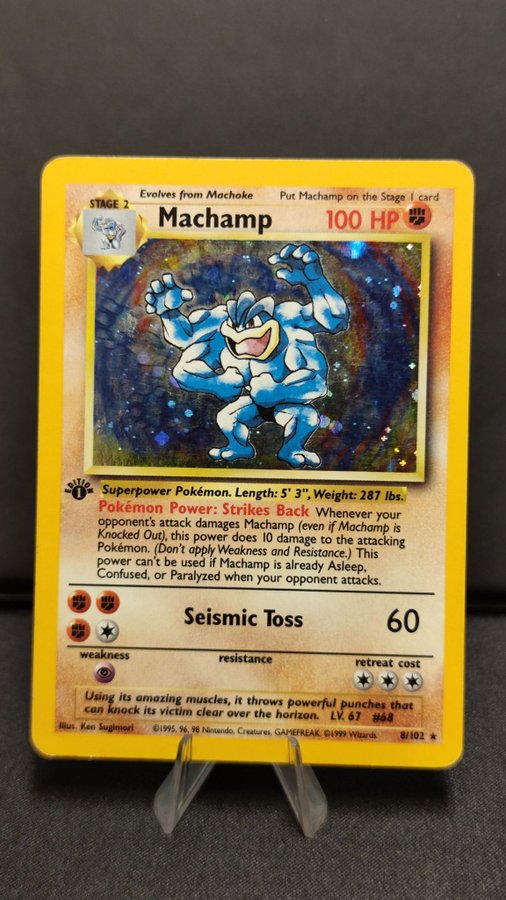 Evolves from Machoke Put Machamp on the Stage 1 card
STAGE 2
Machamp 100 HP
EDITION 1
Superpower Pokémon. Length: 5' 3", Weight: 287 lbs.
Pokémon Power: Strikes Back Whenever your
opponent's attack damages Machamp (even if Machamp is
Knocked Out), this power does 10 damage to the attacking
Pokémon. (Don't apply Weakness and Resistance.) This
power can't be used if Machamp is already Asleep,
Confused, or Paralyzed when your opponent attacks.
Seismic Toss 60
weakness resistance retreat cost
Using its amazing muscles, it throws powerful punches that
can knock its victim clear over the horizon. LV. 67 #68
Illus. Ken Sugimori ©1995, 96, 98 Nintendo, Creatures, GAMEFREAK. ©1999 Wizards. 8/102 ★